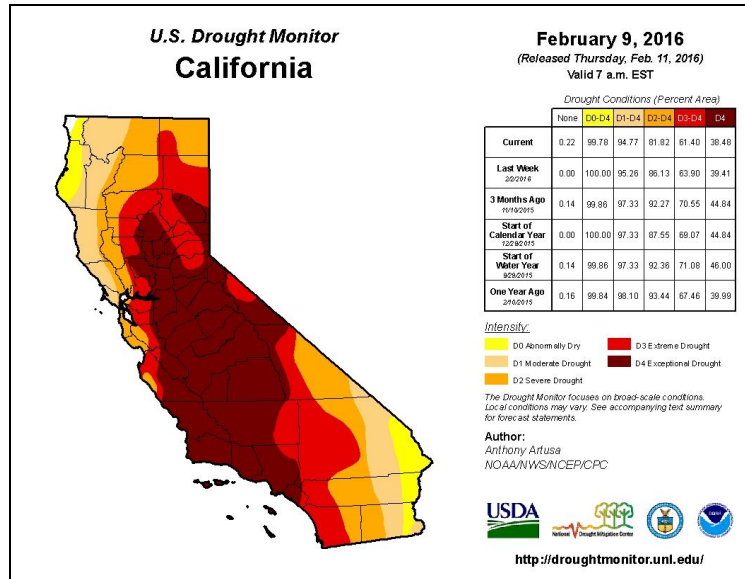 U.S. Drought Monitor
California
February 9, 2016
(Released Thursday, Feb. 11, 2016)
Valid 7 a.m. EST
Drought Conditions (Percent Area)
None D0-D4 D1-D4 D2-D4 D3-D4 D4
Current 0.22 99.78 94.77 81.82 61.40 38.48
Last Week 0.00 100.00 95.26 86.13 63.90 39.41
2/2/2016
3 Months Ago 0.14 99.86 97.33 92.27 70.55 44.84
11/10/2015
Start of
Calendar Year 0.00 100.00 97.33 87.55 69.07 44.84
12/29/2015
Start of
Water Year 0.14 99.86 97.33 92.36 71.08 46.00
9/29/2015
One Year Ago 0.16 99.84 98.10 93.44 67.46 39.99
2/10/2015
Intensity:
D0 Abnormally Dry D3 Extreme Drought
D1 Moderate Drought D4 Exceptional Drought
D2 Severe Drought
The Drought Monitor focuses on broad-scale conditions.
Local conditions may vary. See accompanying text summary
for forecast statements.
Author:
Anthony Artusa
NOAA/NWS/NCEP/CPC
USDA
National Drought Mitigation Center
http://droughtmonitor.unl.edu/